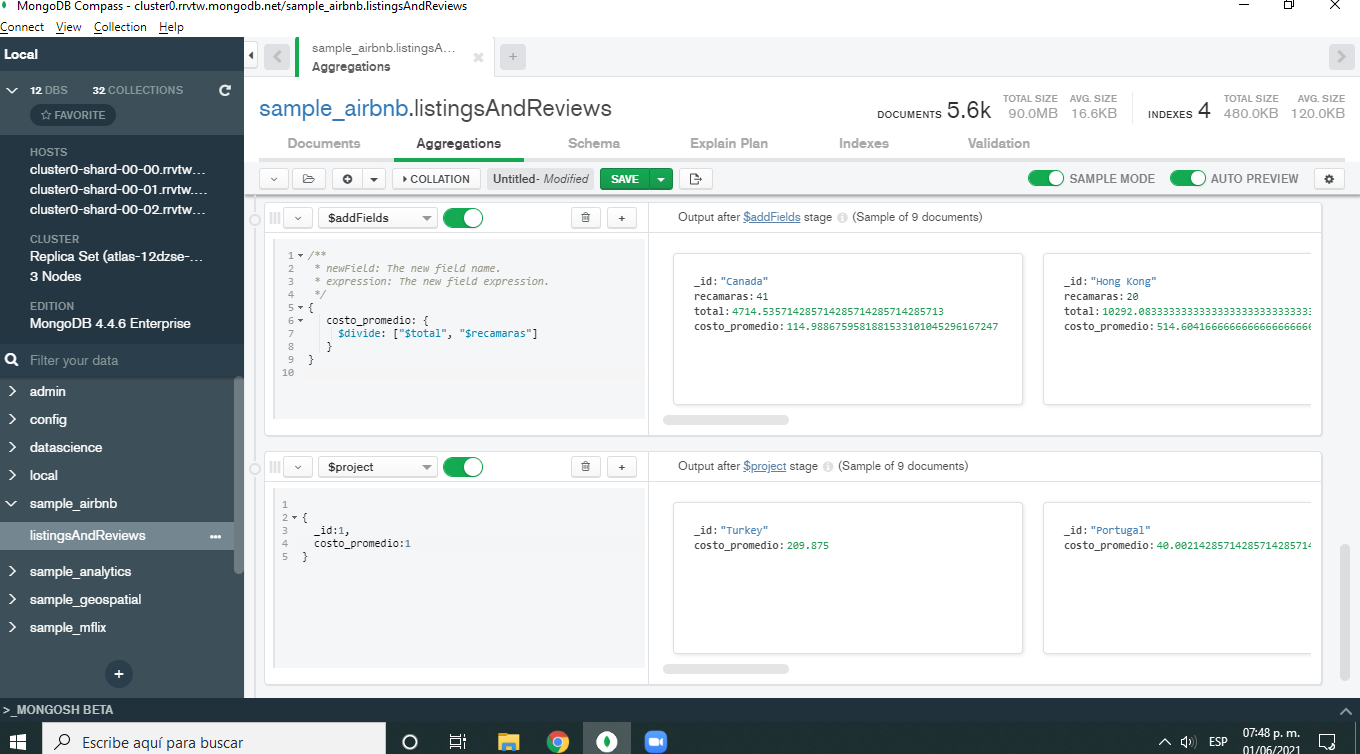 MongoDB Compass - cluster0.rrvtw.mongodb.net/sample_airbnb.listingsAndReviews
Connect View Collection Help
Local
12 DBS 32 COLLECTIONS
FAVORITE
HOSTS
cluster0-shard-00-00.rrvtw...
cluster0-shard-00-01.rrvtw...
cluster0-shard-00-02.rrvtw...
CLUSTER
Replica Set (atlas-12dzse-...
3 Nodes
EDITION
MongoDB 4.4.6 Enterprise
Filter your data
admin
config
datascience
local
sample_airbnb
listingsAndReviews
sample_analytics
sample_geospatial
sample_mflix
sample_airbnb.listingsA...
Aggregations
sample_airbnb.listingsAndReviews
DOCUMENTS 5.6k TOTAL SIZE 90.0MB AVG. SIZE 16.6KB INDEXES 4 TOTAL SIZE 480.0KB AVG. SIZE 120.0KB
Documents Aggregations Schema Explain Plan Indexes Validation
COLLATION Untitled- Modified SAVE SAMPLE MODE AUTO PREVIEW
$addFields
Output after $addFields stage (Sample of 9 documents)
1 /**
2 * newField: The new field name.
3 * expression: The new field expression.
4 */
5 {
6 costo_promedio: {
7 $divide: ["$total", "$recamaras"]
8 }
9 }
10
_id: "Canada"
recamaras: 41
total: 4714.535714285714285714285714285713
costo_promedio: 114.9886759581881533101045296167247
_id: "Hong Kong"
recamaras: 20
total: 10292.08333333333333333333333333333
costo_promedio: 514.6041666666666666666666
$project
Output after $project stage (Sample of 9 documents)
1
2 {
3 _id:1,
4 costo_promedio:1
5 }
_id: "Turkey"
costo_promedio: 209.875
_id: "Portugal"
costo_promedio: 40.00214285714285714285714
>_MONGOSH BETA
Escribe aquí para buscar
ESP
07:48 p. m.
01/06/2021